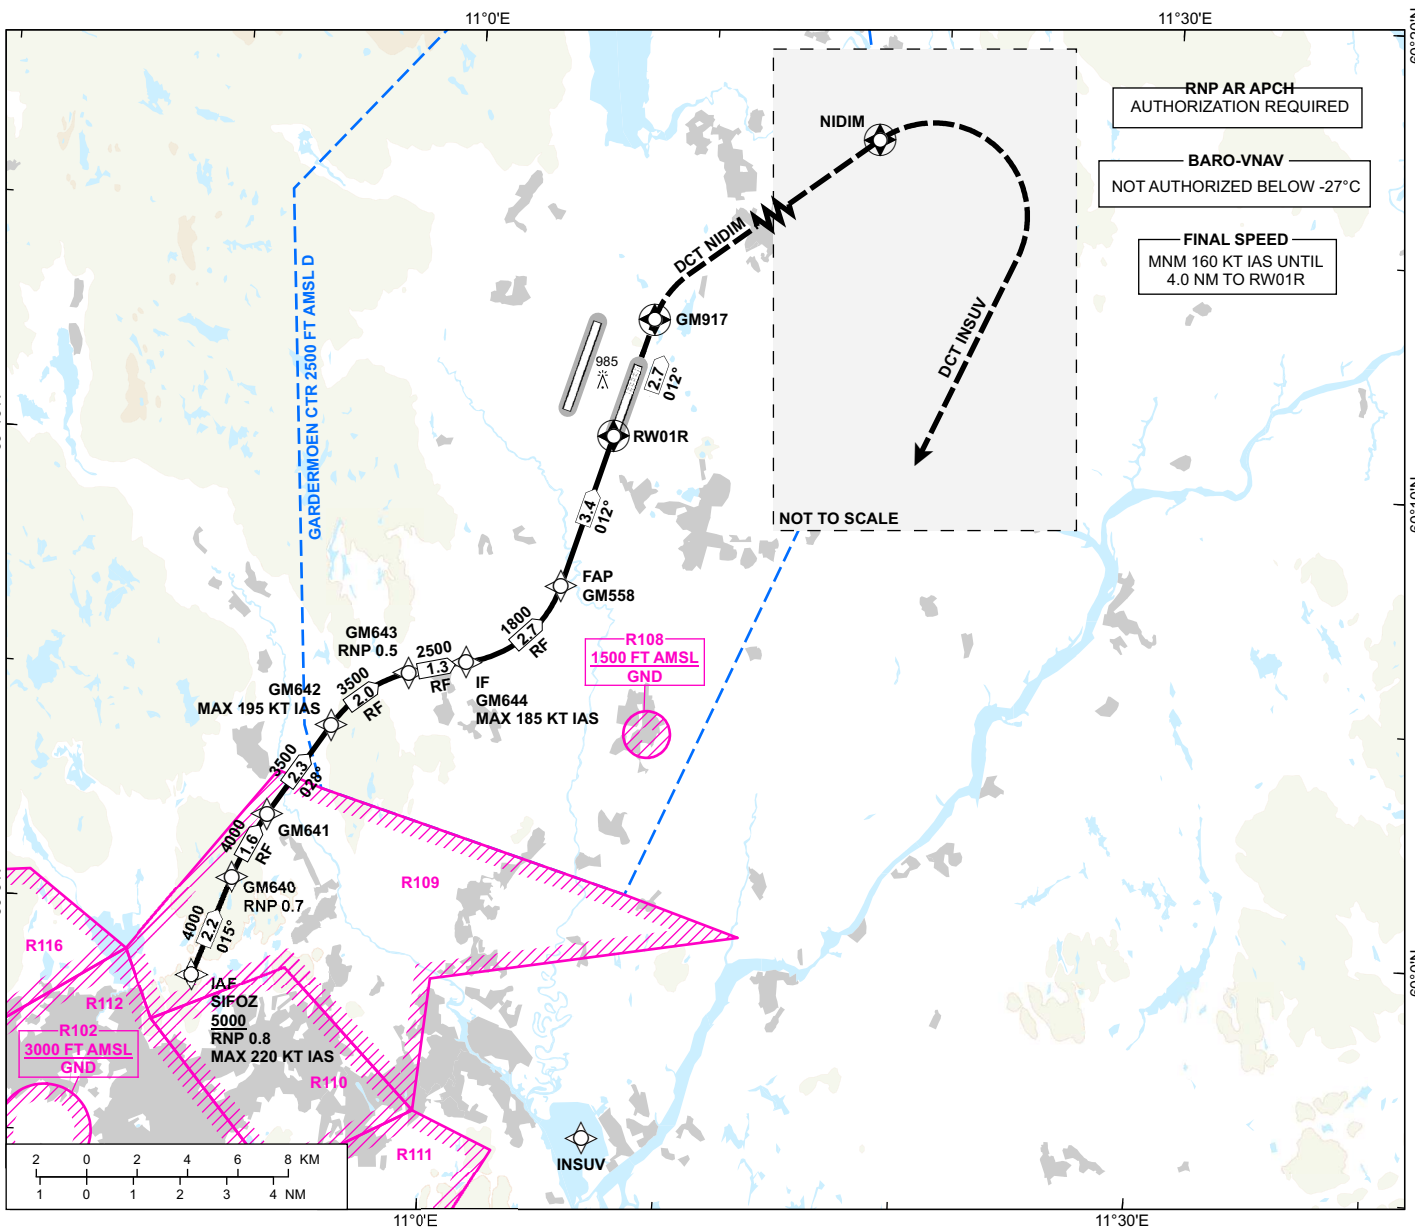 11°0'E
11°30'E
60°20'N
RNP AR APCH
AUTHORIZATION REQUIRED
NIDIM
BARO-VNAV
NOT AUTHORIZED BELOW -27°C
DCT NIDIM
FINAL SPEED
MNM 160 KT IAS UNTIL
4.0 NM TO RW01R
GARDERMOEN CTR 2500 FT AMSL D
GM917
DCT INSUV
985
2.7
012°
RW01R
3.4
012°
NOT TO SCALE
60°10'N
FAP
GM558
1800
2.7
RF
GM643
RNP 0.5
2500
1.3
RF
R108
1500 FT AMSL
GND
3500
2.0
RF
IF
GM644
MAX 185 KT IAS
GM642
MAX 195 KT IAS
3500
2.3
028°
GM641
4000
1.6
RF
R109
GM640
RNP 0.7
4000
2.2
015°
R116
60°0'N
IAF
SIFOZ
5000
RNP 0.8
MAX 220 KT IAS
R112
R102
3000 FT AMSL
GND
R110
R111
INSUV
2 0 2 4 6 8 KM
1 0 1 2 3 4 NM
11°0'E
11°30'E